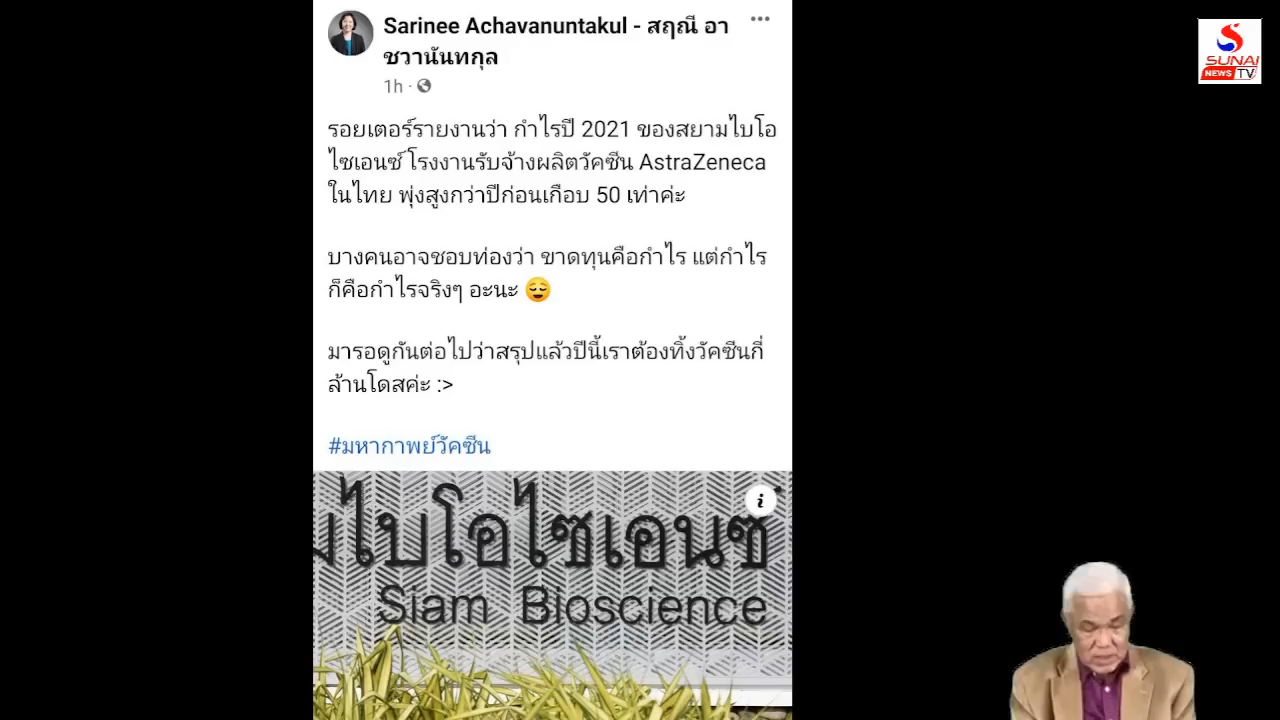 Sarinee Achavanuntakul - สฤณี อา
ชวานันทกุล
1h
รอยเตอร์รายงานว่า กำไรปี 2021 ของสยามไบโอ
ไซเอนซ์ โรงงานรับจ้างผลิตวัคซีน AstraZeneca
ในไทย พุ่งสูงกว่าปีก่อนเกือบ 50 เท่าค่ะ
บางคนอาจชอบท่องว่า ขาดทุนคือกำไร แต่กำไร
ก็คือกำไรจริงๆ อะนะ 😌
มารอดูกันต่อไปว่าสรุปแล้วปีนี้เราต้องทิ้งวัคซีนกี่
ล้านโดสค่ะ :>
#มหากาพย์วัคซีน
มไบโอไซเอนซ์
Siam Bioscience
SUNAI
NEWS TV